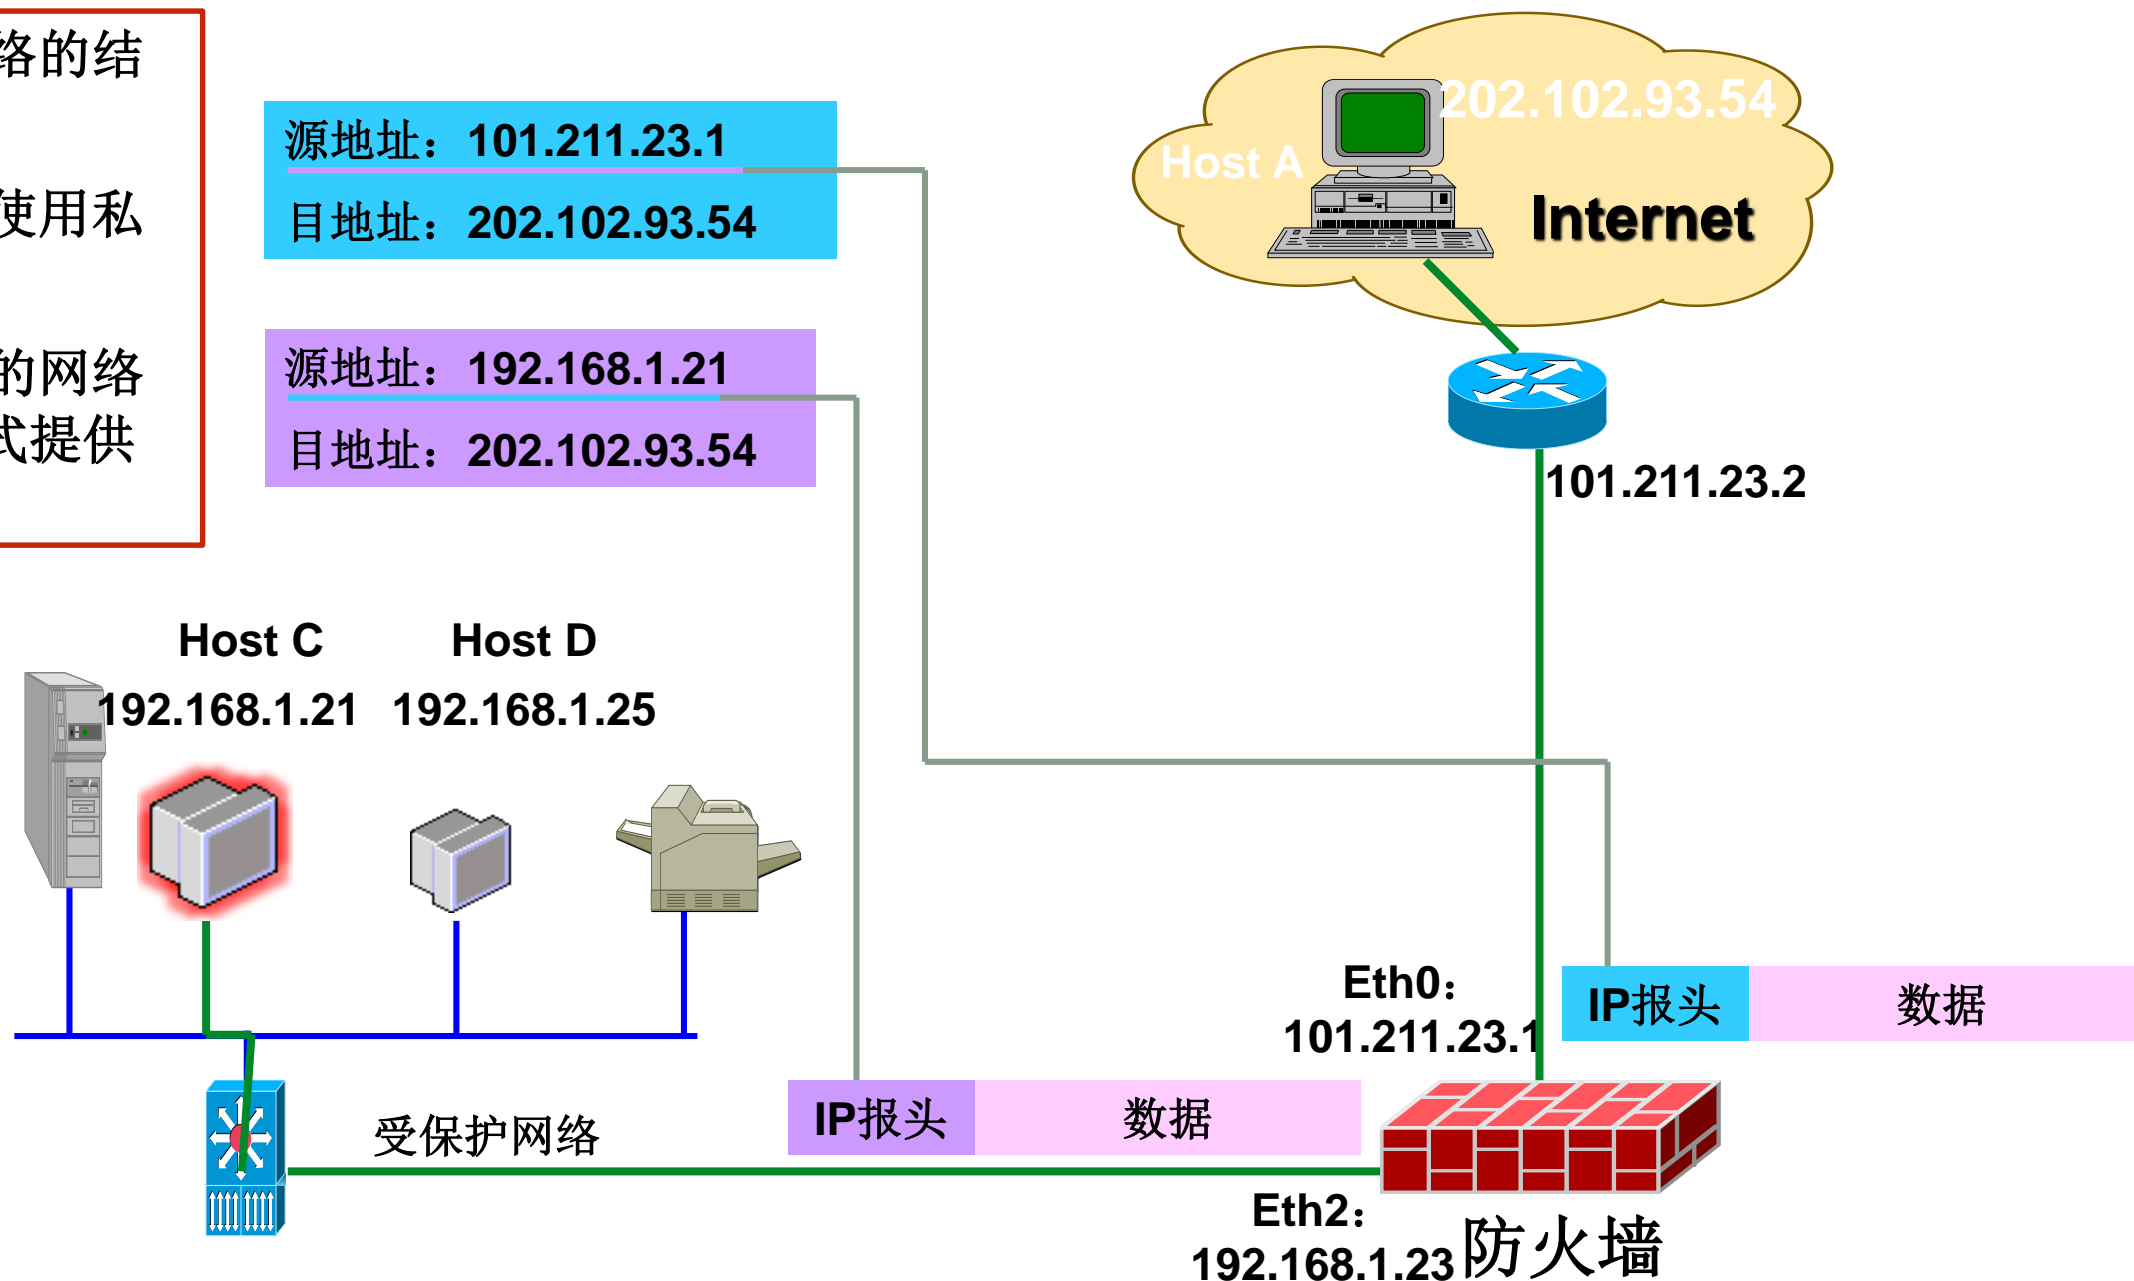 络的结
使用私
的网络
式提供
源地址：101.211.23.1
目地址：202.102.93.54
源地址：192.168.1.21
目地址：202.102.93.54
202.102.93.54
Host A
Internet
101.211.23.2
Host C
Host D
192.168.1.21
192.168.1.25
Eth0：
101.211.23.1
IP报头
数据
IP报头
数据
受保护网络
Eth2：
192.168.1.23
防火墙